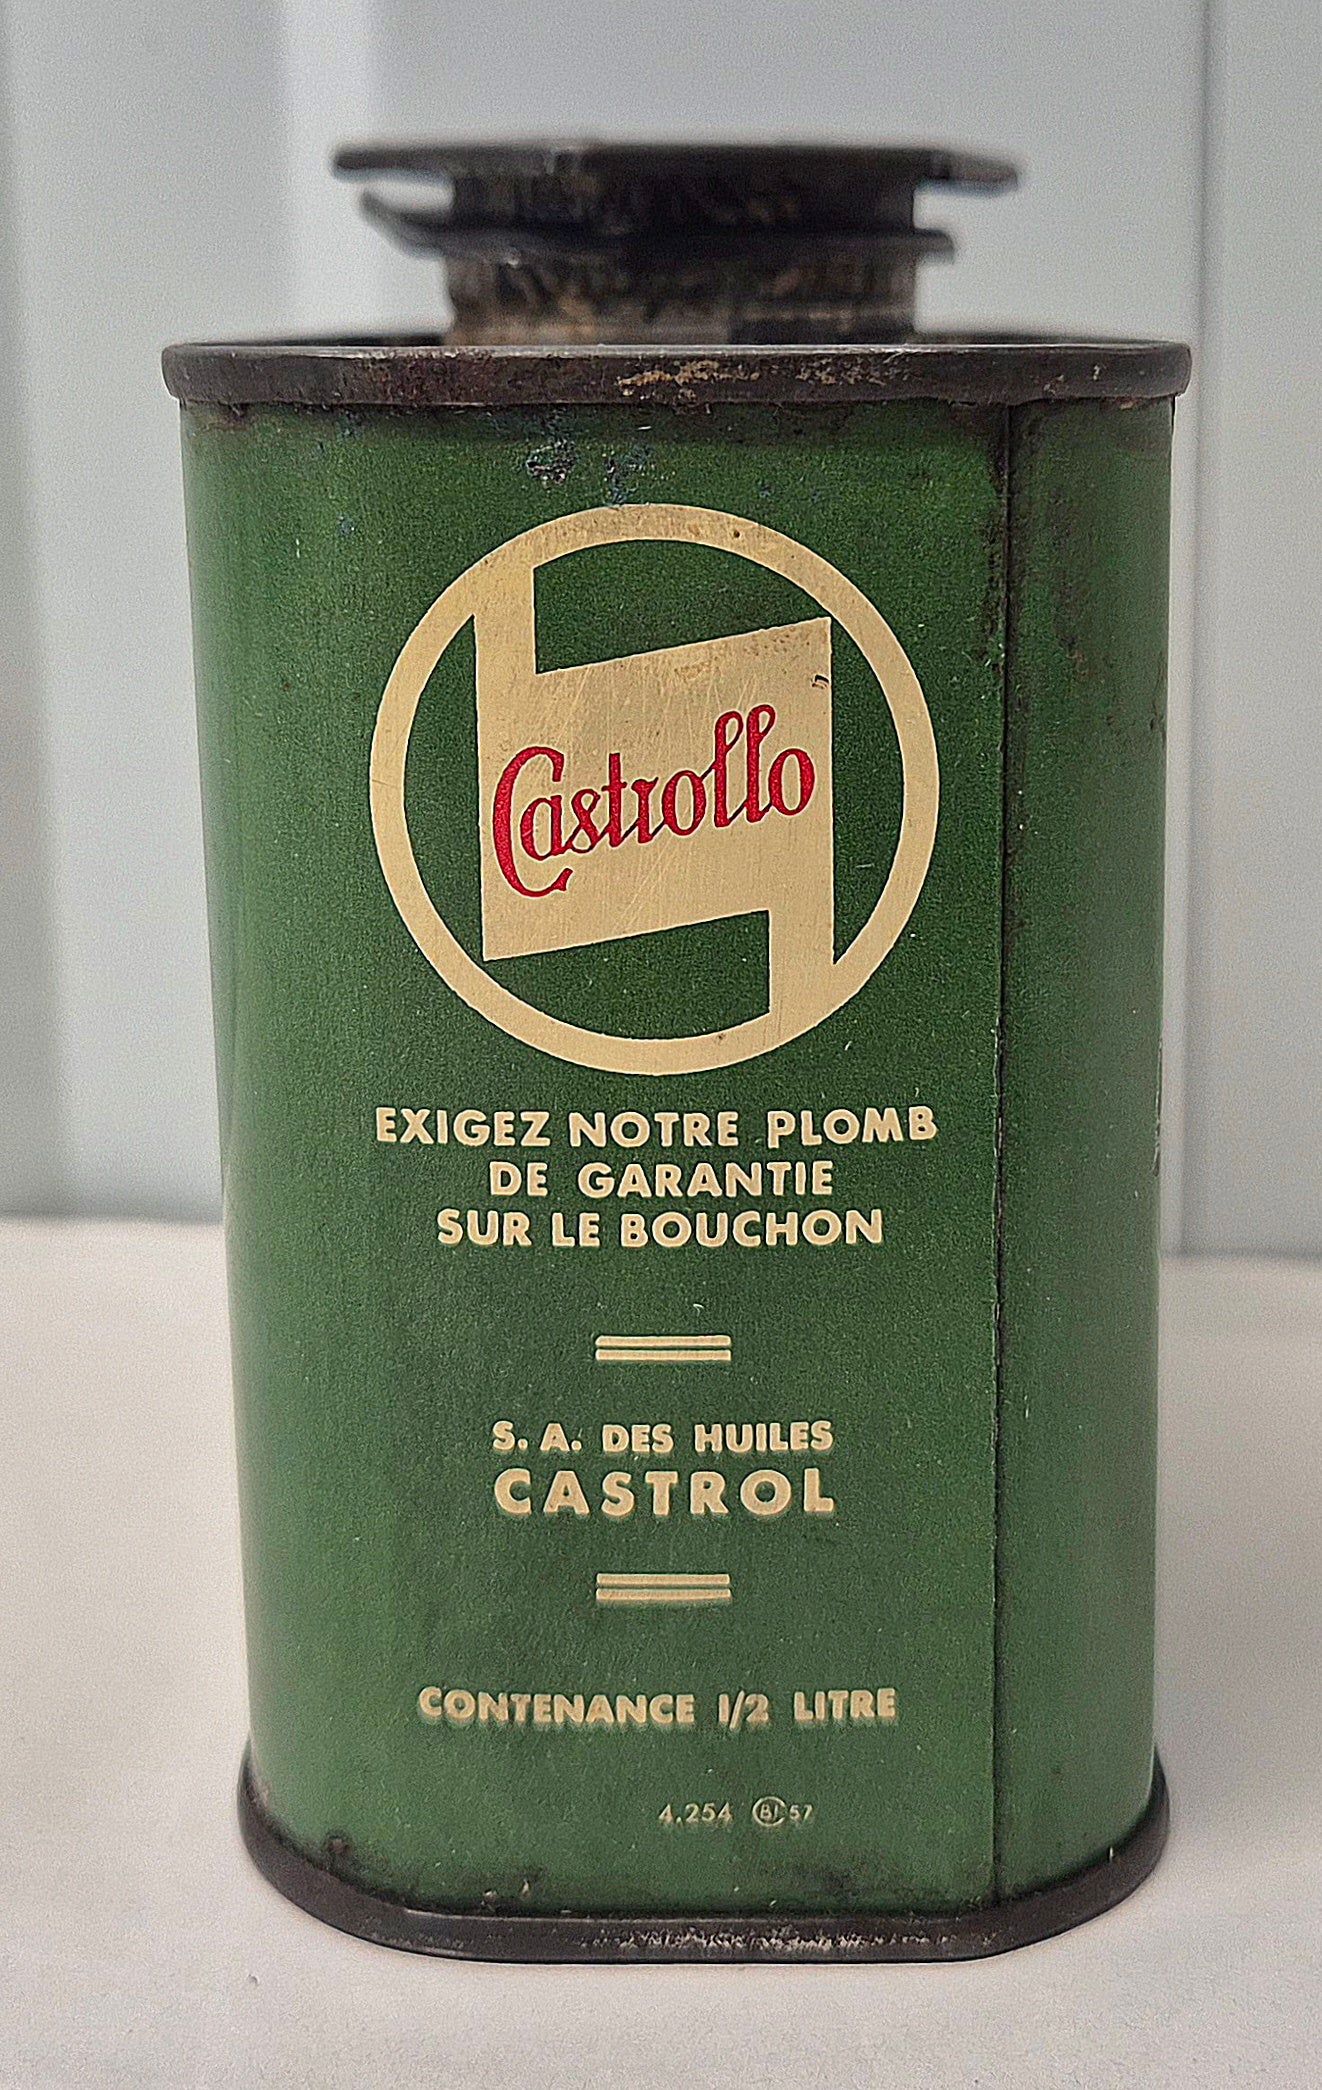 Castrollo
EXIGEZ NOTRE PLOMB
DE GARANTIE
SUR LE BOUCHON
S. A. DES HUILES
CASTROL
CONTENANCE 1/2 LITRE
4.254 57